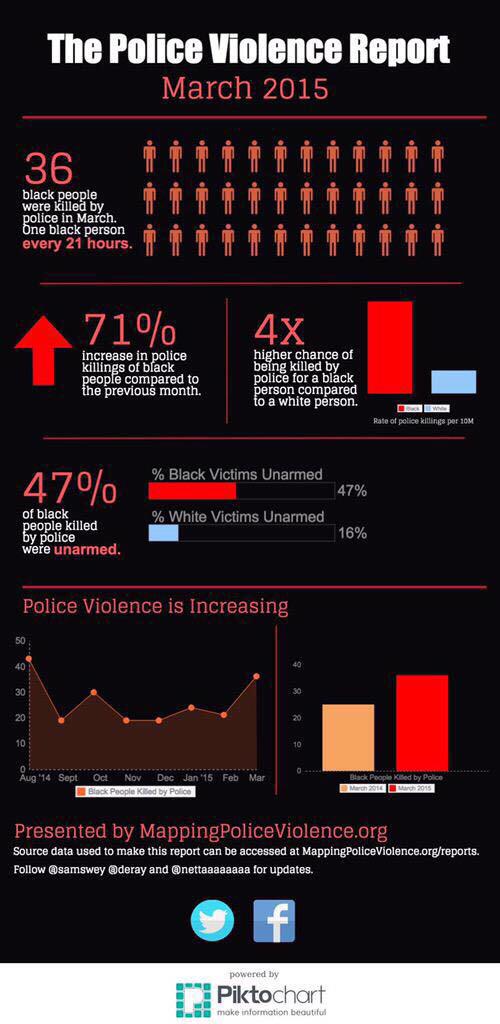 The Police Violence Report
March 2015
36
black people
were killed by
police in March.
One black person
every 21 hours.
71%
increase in police
killings of black
people compared to
the previous month.
4x
higher chance of
being killed by
police for a black
person compared
to a white person.
Black White
Rate of police killings per 10M
47%
of black
people killed
by police
were unarmed.
% Black Victims Unarmed
47%
% White Victims Unarmed
16%
Police Violence is Increasing
50
40
30
20
10
0
Aug '14 Sept Oct Nov Dec Jan '15 Feb Mar
Black People Killed by Police
40
30
20
10
0
Black People Killed by Police
March 2014 March 2015
Presented by MappingPoliceViolence.org
Source data used to make this report can be accessed at MappingPoliceViolence.org/reports.
Follow @samswey @deray and @nettaaaaaaaa for updates.
f
powered by
Piktochart
make information beautiful